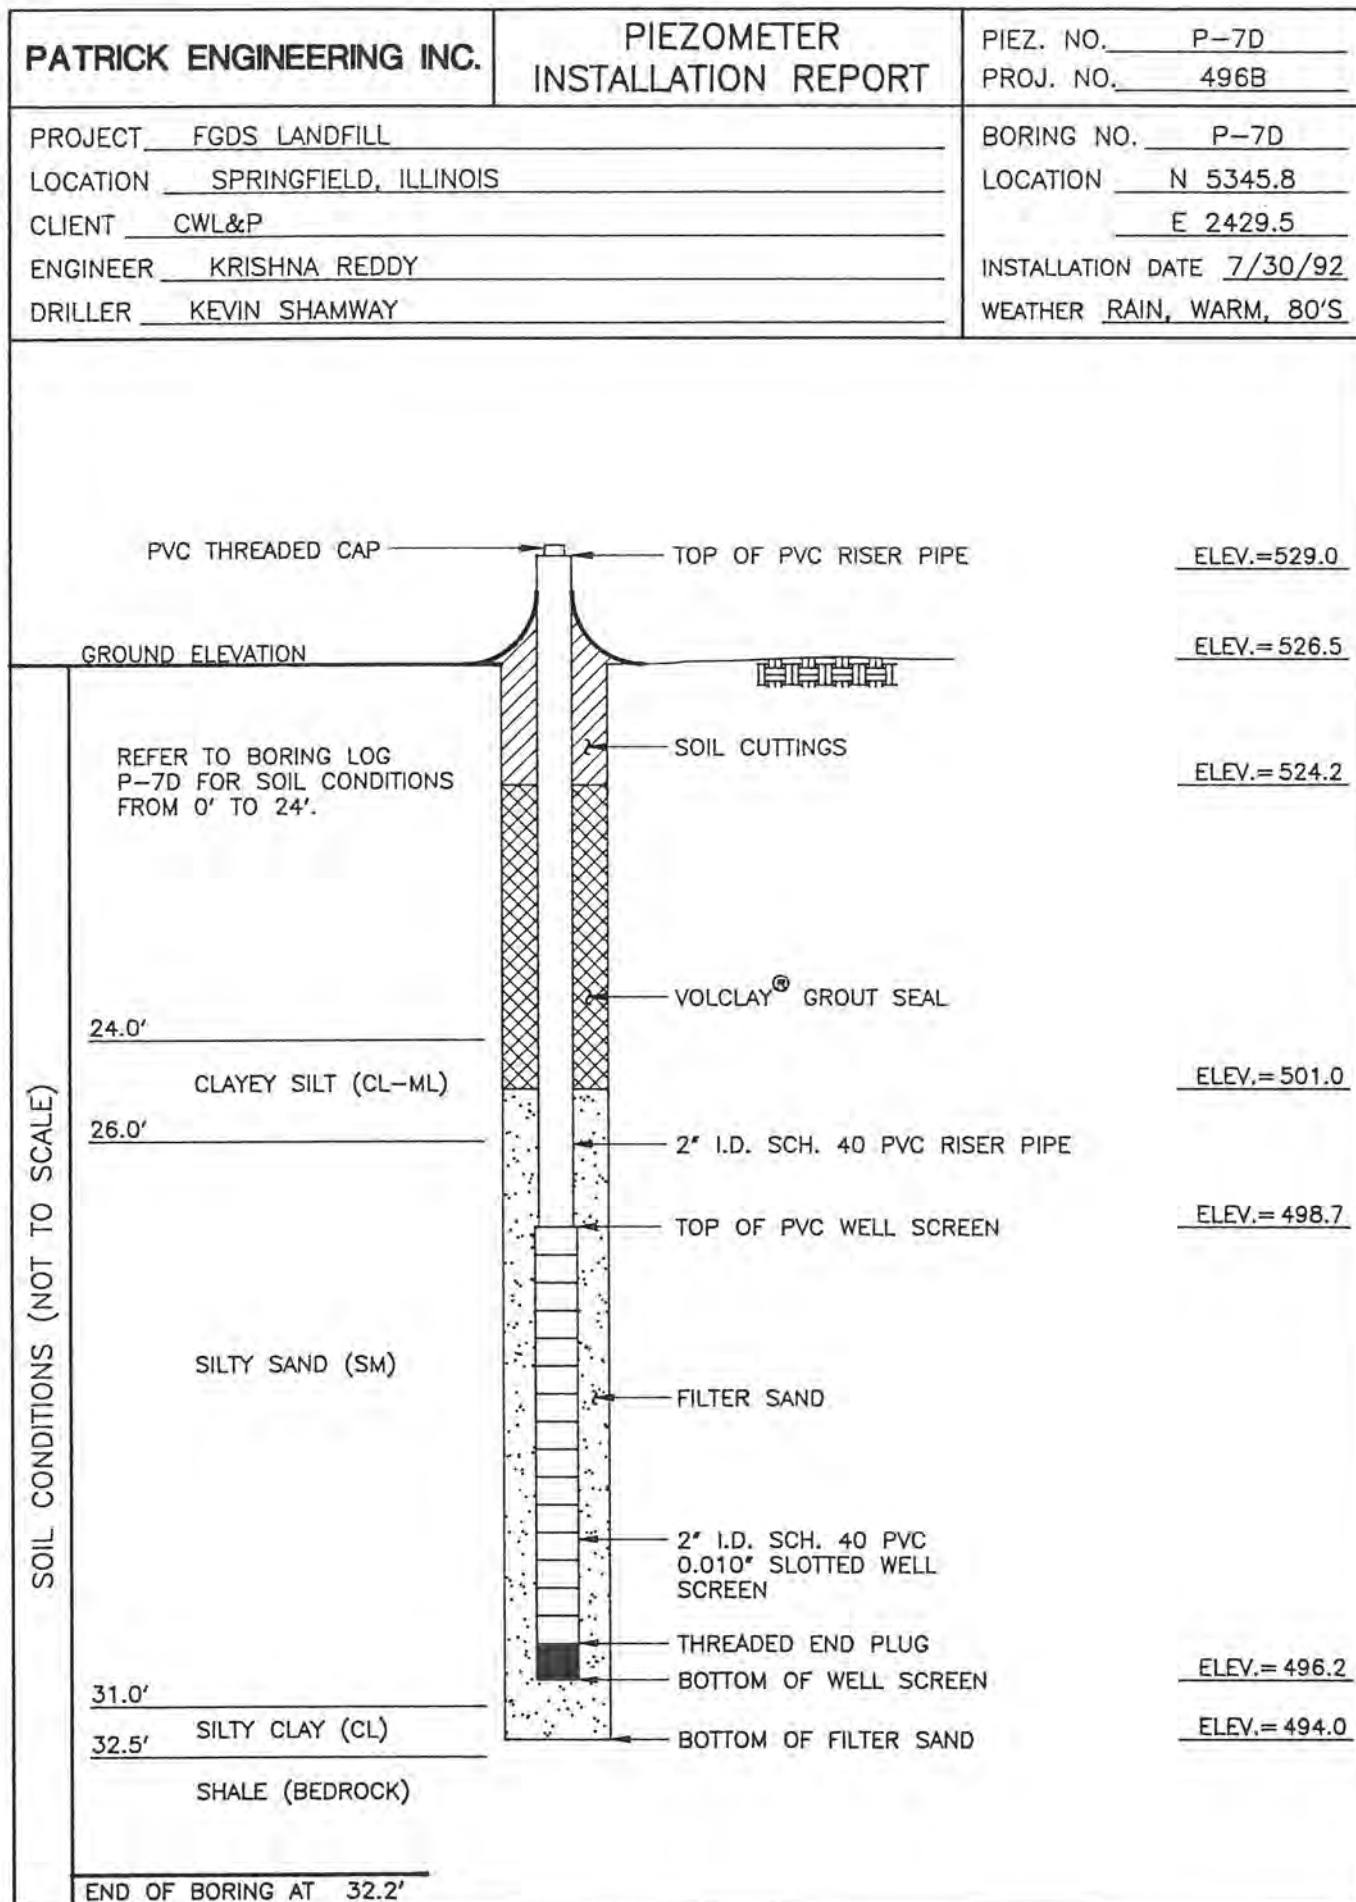 PATRICK ENGINEERING INC.
PIEZOMETER
INSTALLATION REPORT
PIEZ. NO. P-7D
PROJ. NO. 496B
PROJECT FGDS LANDFILL
LOCATION SPRINGFIELD, ILLINOIS
CLIENT CWL&P
ENGINEER KRISHNA REDDY
DRILLER KEVIN SHAMWAY
BORING NO. P-7D
LOCATION N 5345.8
E 2429.5
INSTALLATION DATE 7/30/92
WEATHER RAIN, WARM, 80'S
PVC THREADED CAP
TOP OF PVC RISER PIPE
ELEV.=529.0
GROUND ELEVATION
ELEV.=526.5
REFER TO BORING LOG
P-7D FOR SOIL CONDITIONS
FROM 0' TO 24'.
SOIL CUTTINGS
ELEV.=524.2
VOLCLAY® GROUT SEAL
24.0'
CLAYEY SILT (CL-ML)
ELEV.=501.0
26.0'
2" I.D. SCH. 40 PVC RISER PIPE
TOP OF PVC WELL SCREEN
ELEV.=498.7
SOIL CONDITIONS (NOT TO SCALE)
SILTY SAND (SM)
FILTER SAND
2" I.D. SCH. 40 PVC
0.010" SLOTTED WELL
SCREEN
THREADED END PLUG
BOTTOM OF WELL SCREEN
ELEV.=496.2
31.0'
SILTY CLAY (CL)
32.5'
BOTTOM OF FILTER SAND
ELEV.=494.0
SHALE (BEDROCK)
END OF BORING AT 32.2'